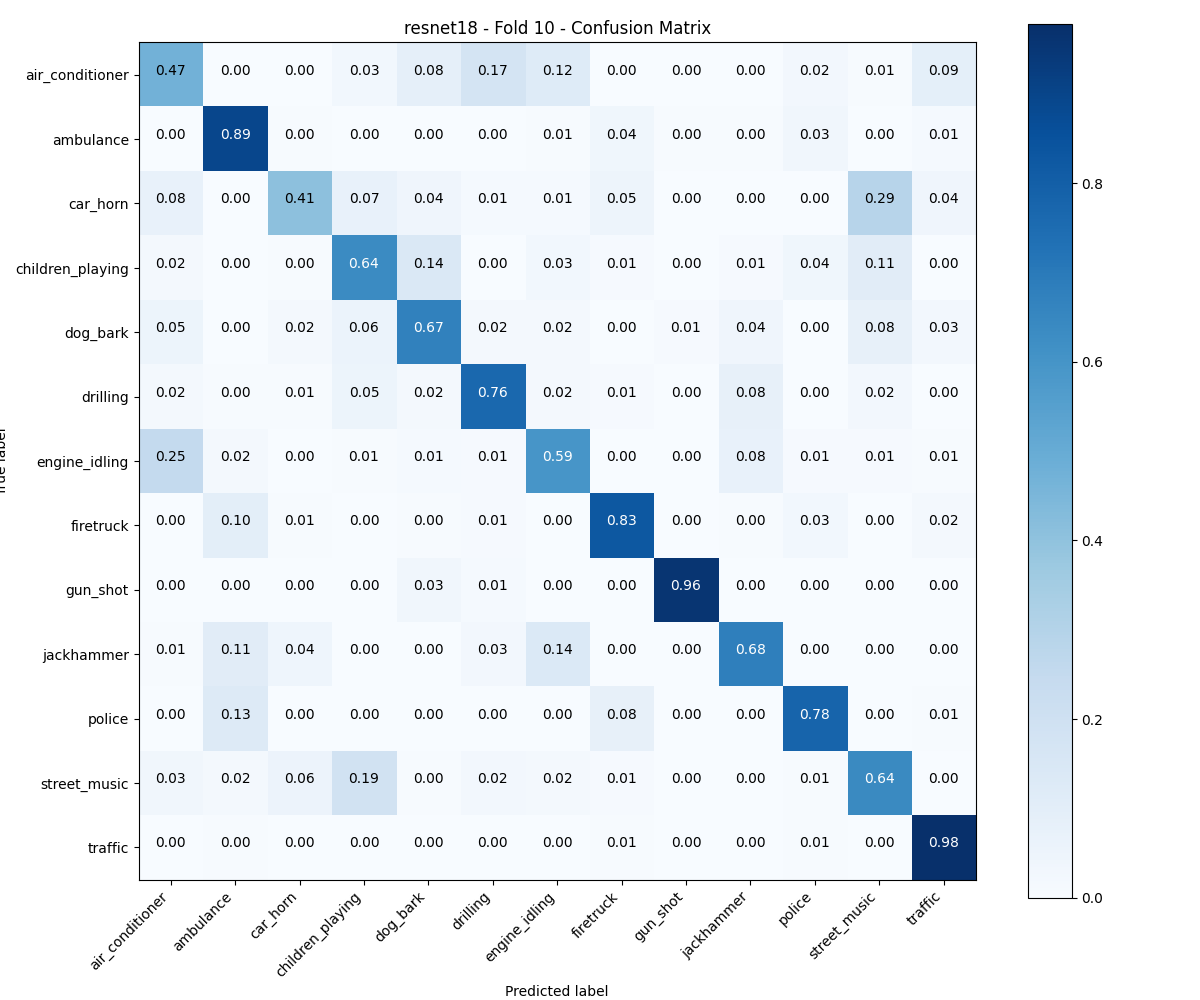 resnet18 - Fold 10 - Confusion Matrix
air_conditioner 0.47 0.00 0.00 0.03 0.08 0.17 0.12 0.00 0.00 0.00 0.02 0.01 0.09
ambulance 0.00 0.89 0.00 0.00 0.00 0.00 0.01 0.04 0.00 0.00 0.03 0.00 0.01
car_horn 0.08 0.00 0.41 0.07 0.04 0.01 0.01 0.05 0.00 0.00 0.00 0.29 0.04
children_playing 0.02 0.00 0.00 0.64 0.14 0.00 0.03 0.01 0.00 0.01 0.04 0.11 0.00
dog_bark 0.05 0.00 0.02 0.06 0.67 0.02 0.02 0.00 0.01 0.04 0.00 0.08 0.03
drilling 0.02 0.00 0.01 0.05 0.02 0.76 0.02 0.01 0.00 0.08 0.00 0.02 0.00
engine_idling 0.25 0.02 0.00 0.01 0.01 0.01 0.59 0.00 0.00 0.08 0.01 0.01 0.01
firetruck 0.00 0.10 0.01 0.00 0.00 0.01 0.00 0.83 0.00 0.00 0.03 0.00 0.02
gun_shot 0.00 0.00 0.00 0.00 0.03 0.01 0.00 0.00 0.96 0.00 0.00 0.00 0.00
jackhammer 0.01 0.11 0.04 0.00 0.00 0.03 0.14 0.00 0.00 0.68 0.00 0.00 0.00
police 0.00 0.13 0.00 0.00 0.00 0.00 0.00 0.08 0.00 0.00 0.78 0.00 0.01
street_music 0.03 0.02 0.06 0.19 0.00 0.02 0.02 0.01 0.00 0.00 0.01 0.64 0.00
traffic 0.00 0.00 0.00 0.00 0.00 0.00 0.00 0.01 0.00 0.00 0.01 0.00 0.98
air_conditioner ambulance car_horn children_playing dog_bark drilling engine_idling firetruck gun_shot jackhammer police street_music traffic
Predicted label
0.8
0.6
0.4
0.2
0.0